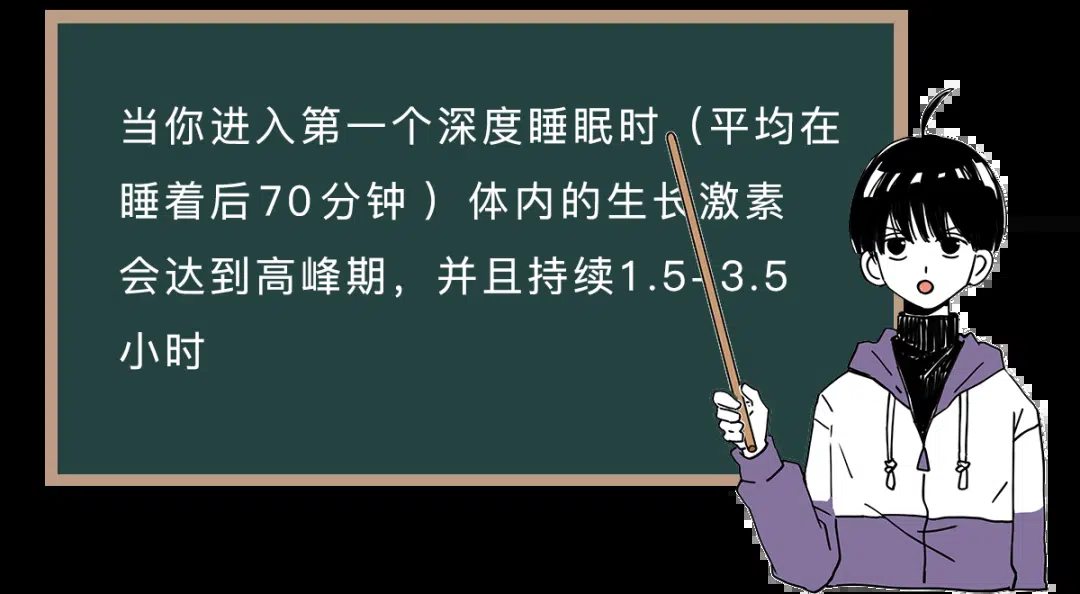 当你进入第一个深度睡眠时（平均在
睡着后70分钟）体内的生长激素
会达到高峰期，并且持续1.5-3.5
小时